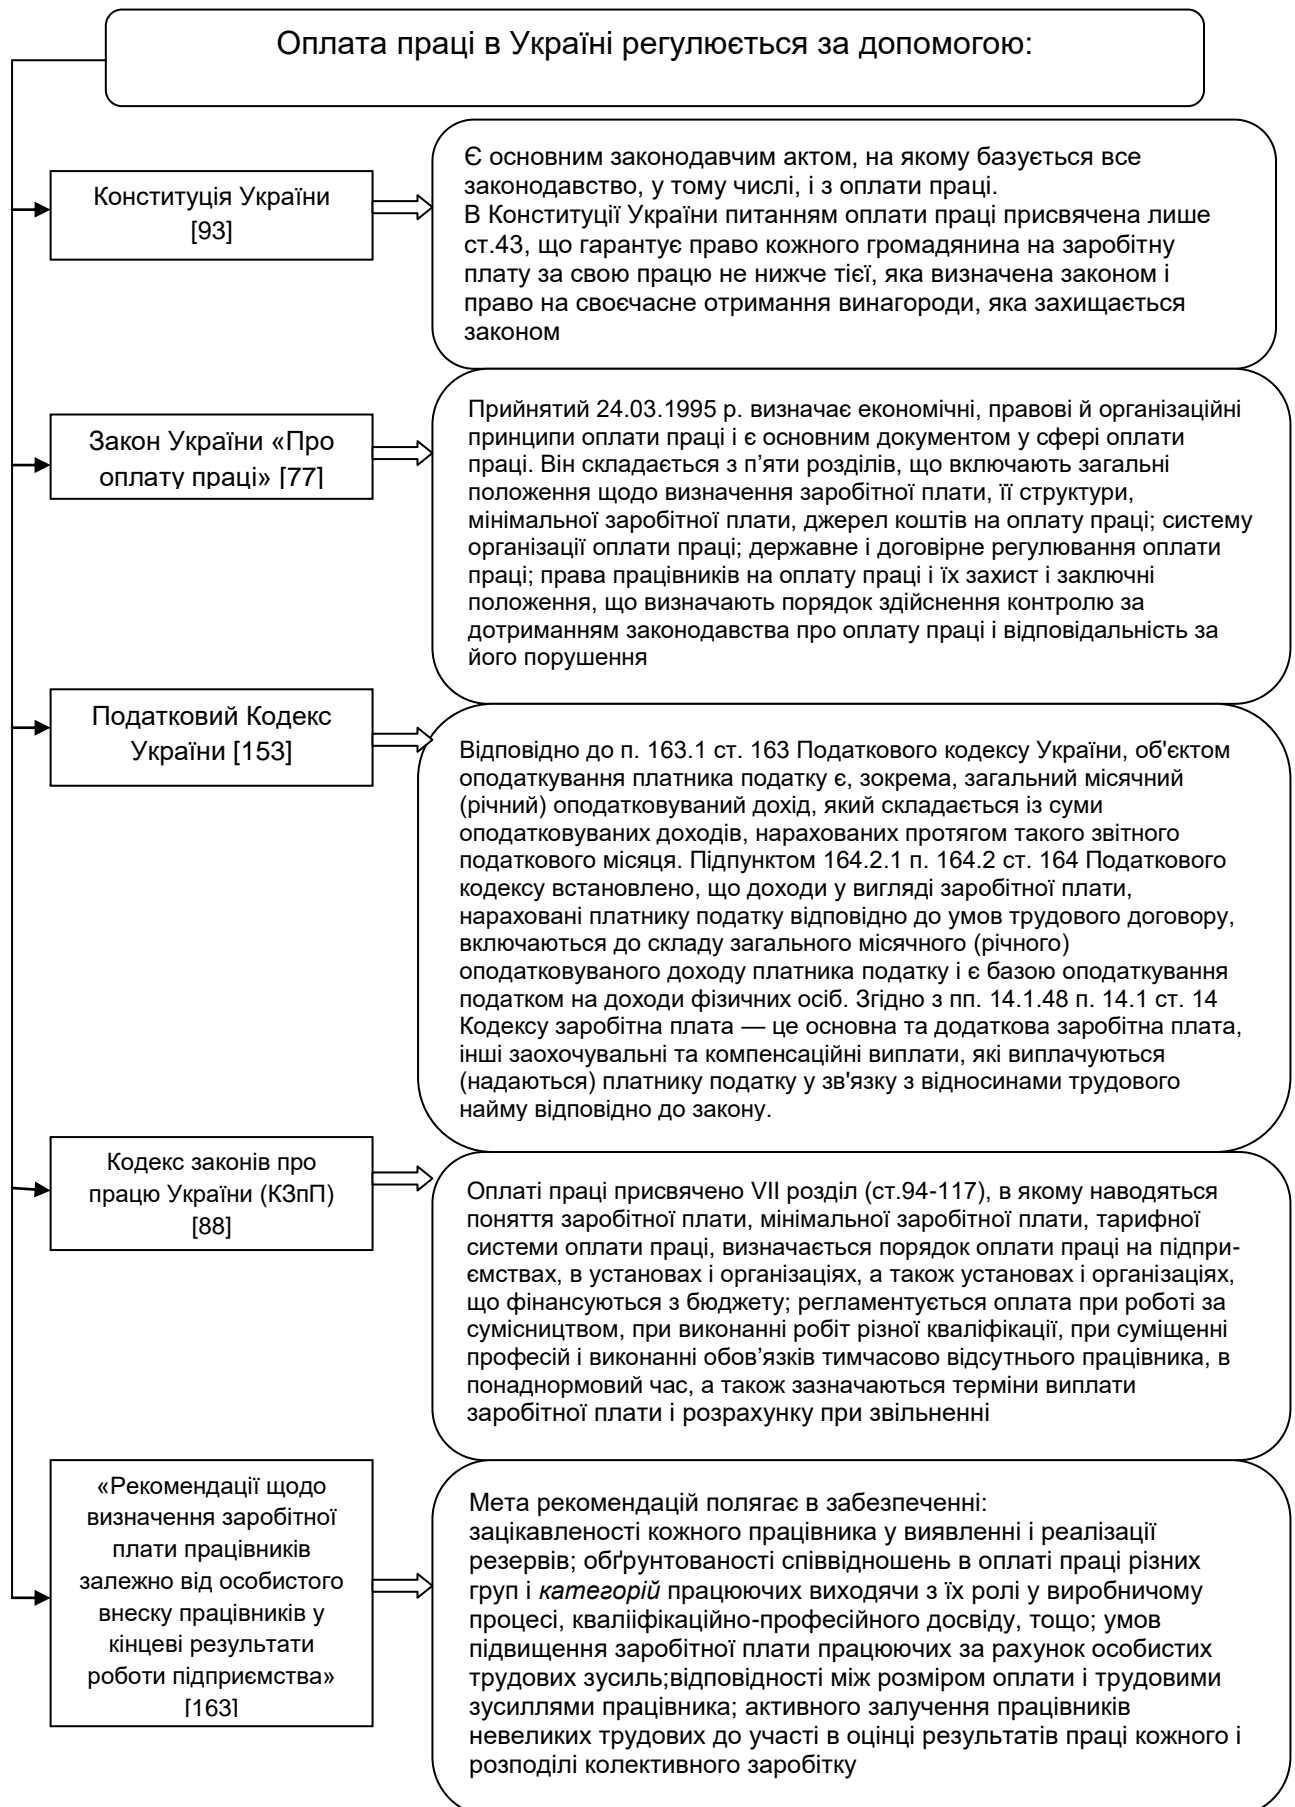 Оплата праці в Україні регулюється за допомогою:
Конституція України
[93]
Є основним законодавчим актом, на якому базується все
законодавство, у тому числі, і з оплати праці.
В Конституції України питанням оплати праці присвячена лише
ст.43, що гарантує право кожного громадянина на заробітну
плату за свою працю не нижче тієї, яка визначена законом і
право на своєчасне отримання винагороди, яка захищається
законом
Закон України «Про
оплату праці» [77]
Прийнятий 24.03.1995 р. визначає економічні, правові й організаційні
принципи оплати праці і є основним документом у сфері оплати
праці. Він складається з п’яти розділів, що включають загальні
положення щодо визначення заробітної плати, її структури,
мінімальної заробітної плати, джерел коштів на оплату праці; систему
організації оплати праці; державне і договірне регулювання оплати
праці; права працівників на оплату праці і їх захист і заключні
положення, що визначають порядок здійснення контролю за
дотриманням законодавства про оплату праці і відповідальність за
його порушення
Податковий Кодекс
України [153]
Відповідно до п. 163.1 ст. 163 Податкового кодексу України, об'єктом
оподаткування платника податку є, зокрема, загальний місячний
(річний) оподатковуваний дохід, який складається із суми
оподатковуваних доходів, нарахованих протягом такого звітного
податкового місяця. Підпунктом 164.2.1 п. 164.2 ст. 164 Податкового
кодексу встановлено, що доходи у вигляді заробітної плати,
нараховані платнику податку відповідно до умов трудового договору,
включаються до складу загального місячного (річного)
оподатковуваного доходу платника податку і є базою оподаткування
податком на доходи фізичних осіб. Згідно з пп. 14.1.48 п. 14.1 ст. 14
Кодексу заробітна плата — це основна та додаткова заробітна плата,
інші заохочувальні та компенсаційні виплати, які виплачуються
(надаються) платнику податку у зв'язку з відносинами трудового
найму відповідно до закону.
Кодекс законів про
працю України (КЗпП)
[88]
Оплаті праці присвячено VII розділ (ст.94-117), в якому наводяться
поняття заробітної плати, мінімальної заробітної плати, тарифної
системи оплати праці, визначається порядок оплати праці на підпри-
ємствах, в установах і організаціях, а також установах і організаціях,
що фінансуються з бюджету; регламентується оплата при роботі за
сумісництвом, при виконанні робіт різної кваліфікації, при суміщенні
професій і виконанні обов’язків тимчасово відсутнього працівника, в
понаднормовий час, а також зазначаються терміни виплати
заробітної плати і розрахунку при звільненні
«Рекомендації щодо
визначення заробітної
плати працівників
залежно від особистого
внеску працівників у
кінцеві результати
роботи підприємства»
[163]
Мета рекомендацій полягає в забезпеченні:
зацікавленості кожного працівника у виявленні і реалізації
резервів; обґрунтованості співвідношень в оплаті праці різних
груп і категорій працюючих виходячи з їх ролі у виробничому
процесі, кваліифікаційно-професійного досвіду, тощо; умов
підвищення заробітної плати працюючих за рахунок особистих
трудових зусиль;відповідності між розміром оплати і трудовими
зусиллями працівника; активного залучення працівників
невеликих трудових до участі в оцінці результатів праці кожного і
розподілі колективного заробітку